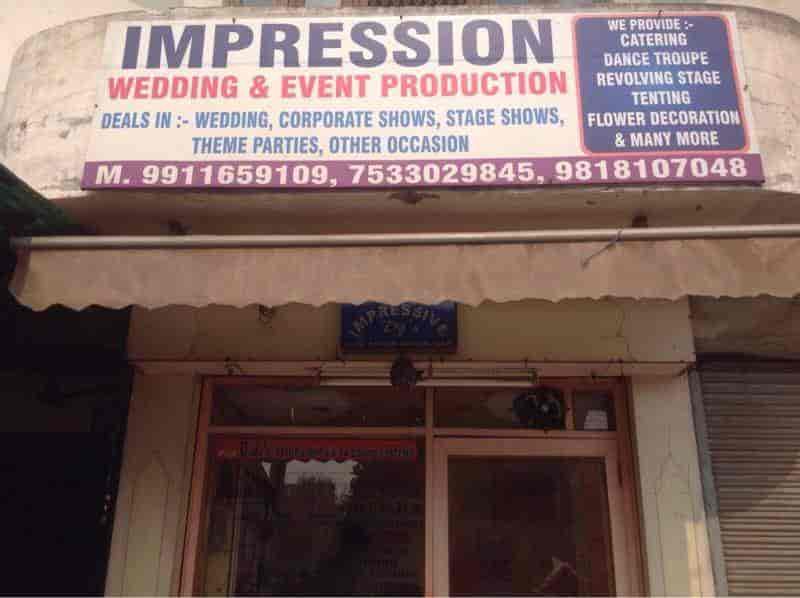 IMPRESSION
WEDDING & EVENT PRODUCTION
DEALS IN :- WEDDING, CORPORATE SHOWS, STAGE SHOWS,
THEME PARTIES, OTHER OCCASION
WE PROVIDE :-
CATERING
DANCE TROUPE
REVOLVING STAGE
TENTING
FLOWER DECORATION
& MANY MORE
M. 9911659109, 7533029845, 9818107048
IMPRESSIVE